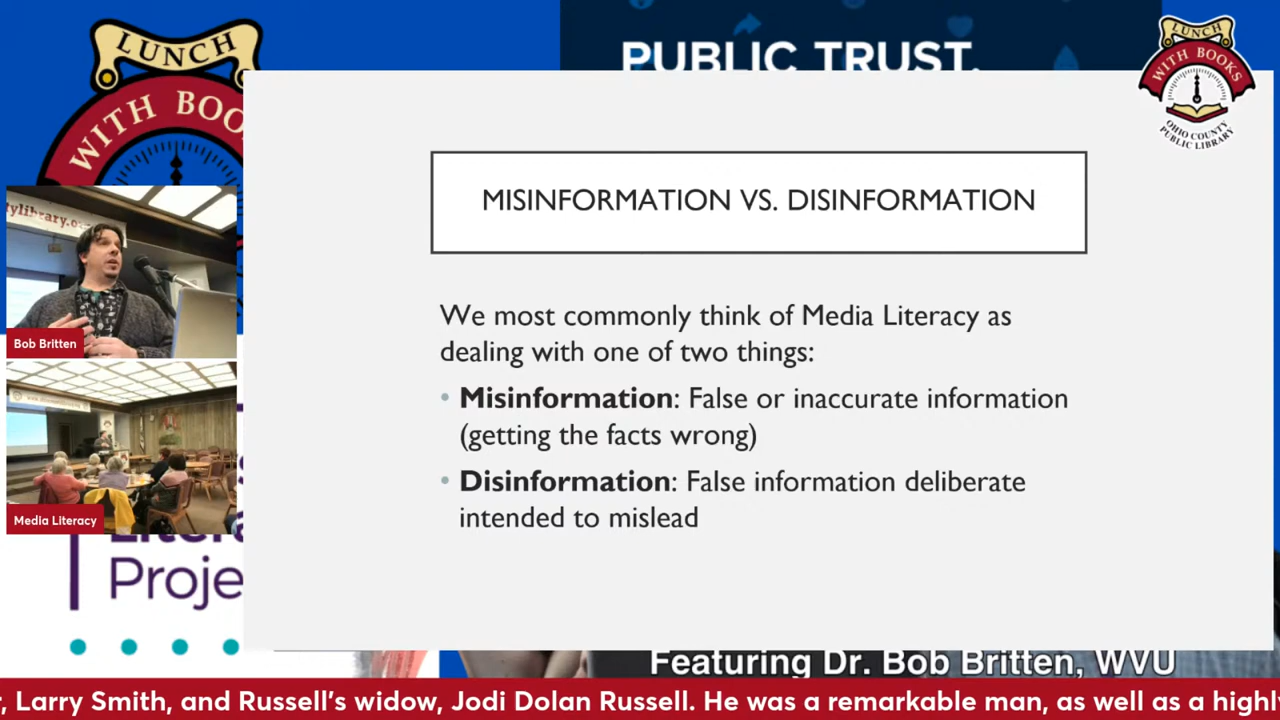 LUNCH
WITH BOO
PUBLIC TRUST.
LUNCH
WITH BOOKS
OHIO COUNTY
PUBLIC LIBRARY
MISINFORMATION VS. DISINFORMATION
We most commonly think of Media Literacy as
dealing with one of two things:
• Misinformation: False or inaccurate information
(getting the facts wrong)
• Disinformation: False information deliberate
intended to mislead
ylibrary.o
Bob Britten
Media Literacy
Litera
Proje
Featuring Dr. Bob Britten, WVU
, Larry Smith, and Russell's widow, Jodi Dolan Russell. He was a remarkable man, as well as a highl